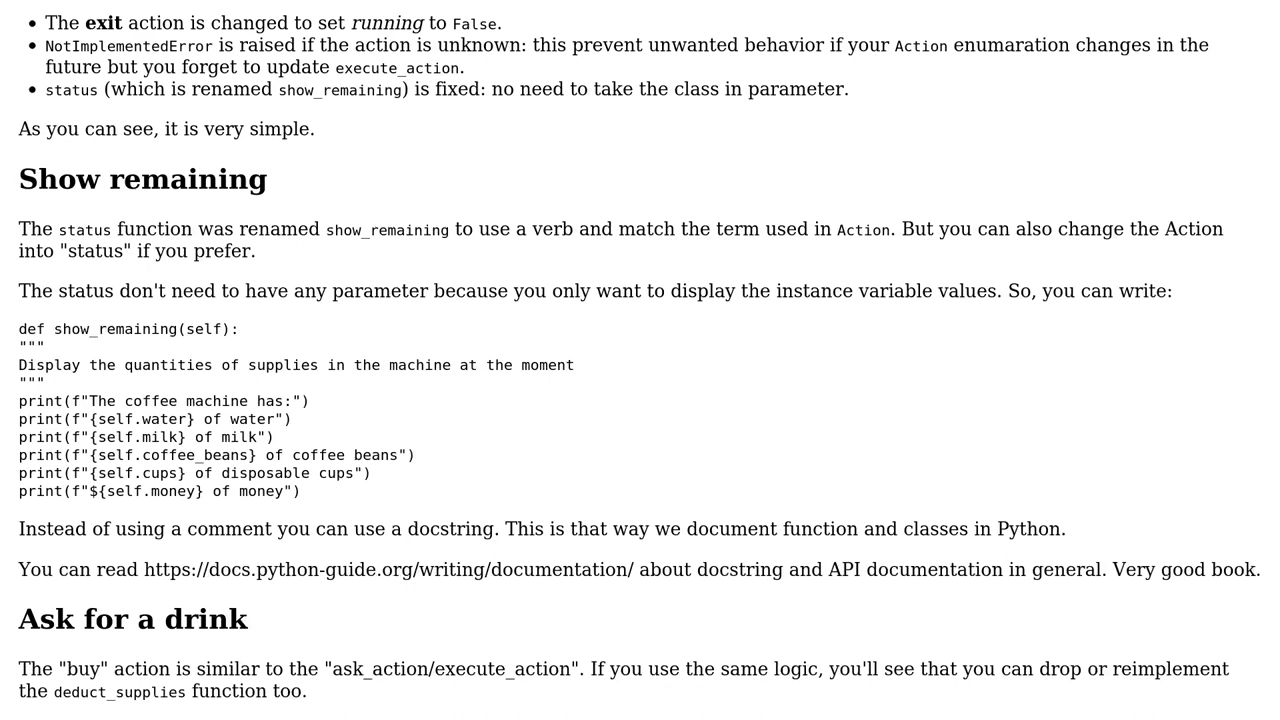 The exit action is changed to set running to False.
NotImplementedError is raised if the action is unknown: this prevent unwanted behavior if your Action enumaration changes in the
future but you forget to update execute_action.
status (which is renamed show_remaining) is fixed: no need to take the class in parameter.
As you can see, it is very simple.
Show remaining
The status function was renamed show_remaining to use a verb and match the term used in Action. But you can also change the Action
into "status" if you prefer.
The status don't need to have any parameter because you only want to display the instance variable values. So, you can write:
def show_remaining(self):
"""
Display the quantities of supplies in the machine at the moment
"""
print(f"The coffee machine has:")
print(f"{self.water} of water")
print(f"{self.milk} of milk")
print(f"{self.coffee_beans} of coffee beans")
print(f"{self.cups} of disposable cups")
print(f"${self.money} of money")
Instead of using a comment you can use a docstring. This is that way we document function and classes in Python.
You can read https://docs.python-guide.org/writing/documentation/ about docstring and API documentation in general. Very good book.
Ask for a drink
The "buy" action is similar to the "ask_action/execute_action". If you use the same logic, you'll see that you can drop or reimplement
the deduct_supplies function too.